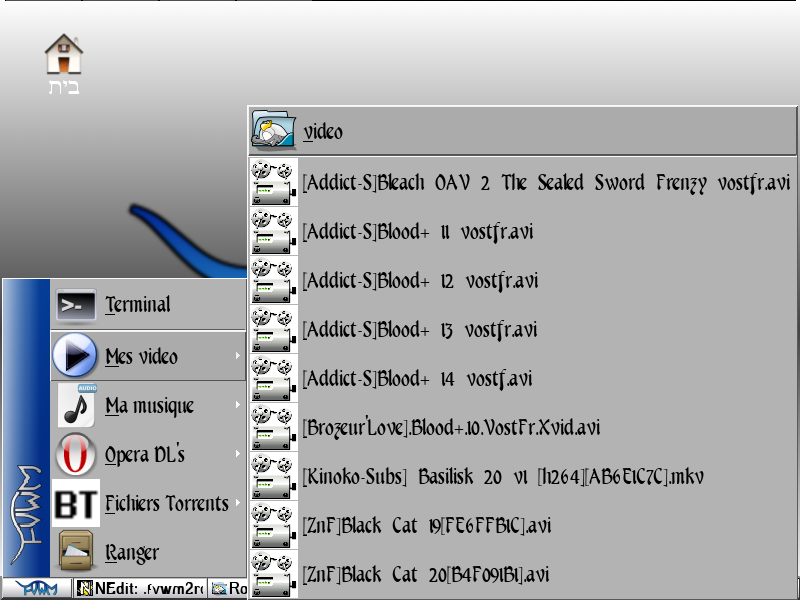 בית
video
[Addict-S]Bleach OAV 2 The Sealed Sword Frenzy vostfr.avi
[Addict-S]Blood+ 11 vostfr.avi
[Addict-S]Blood+ 12 vostfr.avi
[Addict-S]Blood+ 13 vostfr.avi
[Addict-S]Blood+ 14 vostf.avi
[Brozeur'Love].Blood+.10.VostFr.Xvid.avi
[Kinoko-Subs] Basilisk 20 v1 [h264][AB6E1C7C].mkv
[ZnF]Black Cat 19[FE6FFB1C].avi
[ZnF]Black Cat 20[B4F091B1].avi
>- Terminal
Mes video
AUDIO
Ma musique
Opera DL's
BT Fichiers Torrents
Ranger
FVWM
FVWM NEdit: .fvwm2r Ro